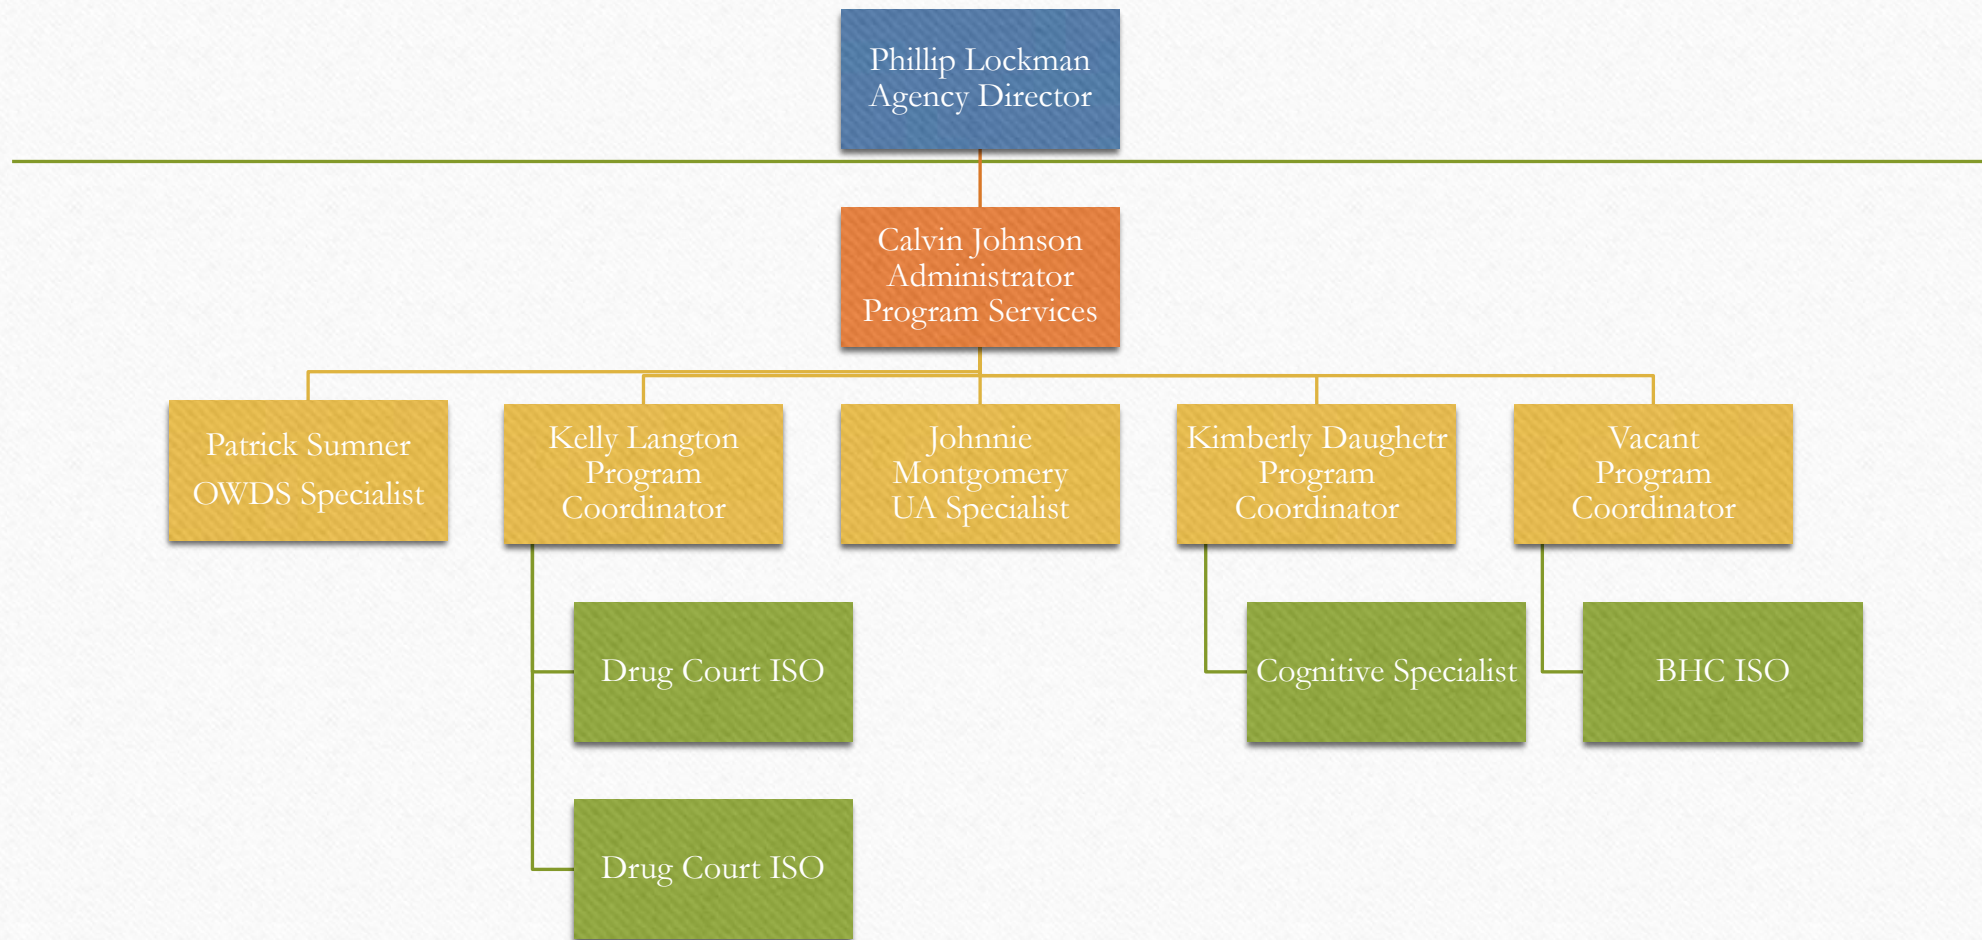 Phillip Lockman
Agency Director
Calvin Johnson
Administrator
Program Services
Patrick Sumner
OWDS Specialist
Kelly Langton
Program
Coordinator
Johnnie
Montgomery
UA Specialist
Kimberly Daughetr
Program
Coordinator
Vacant
Program
Coordinator
Drug Court ISO
Cognitive Specialist
BHC ISO
Drug Court ISO